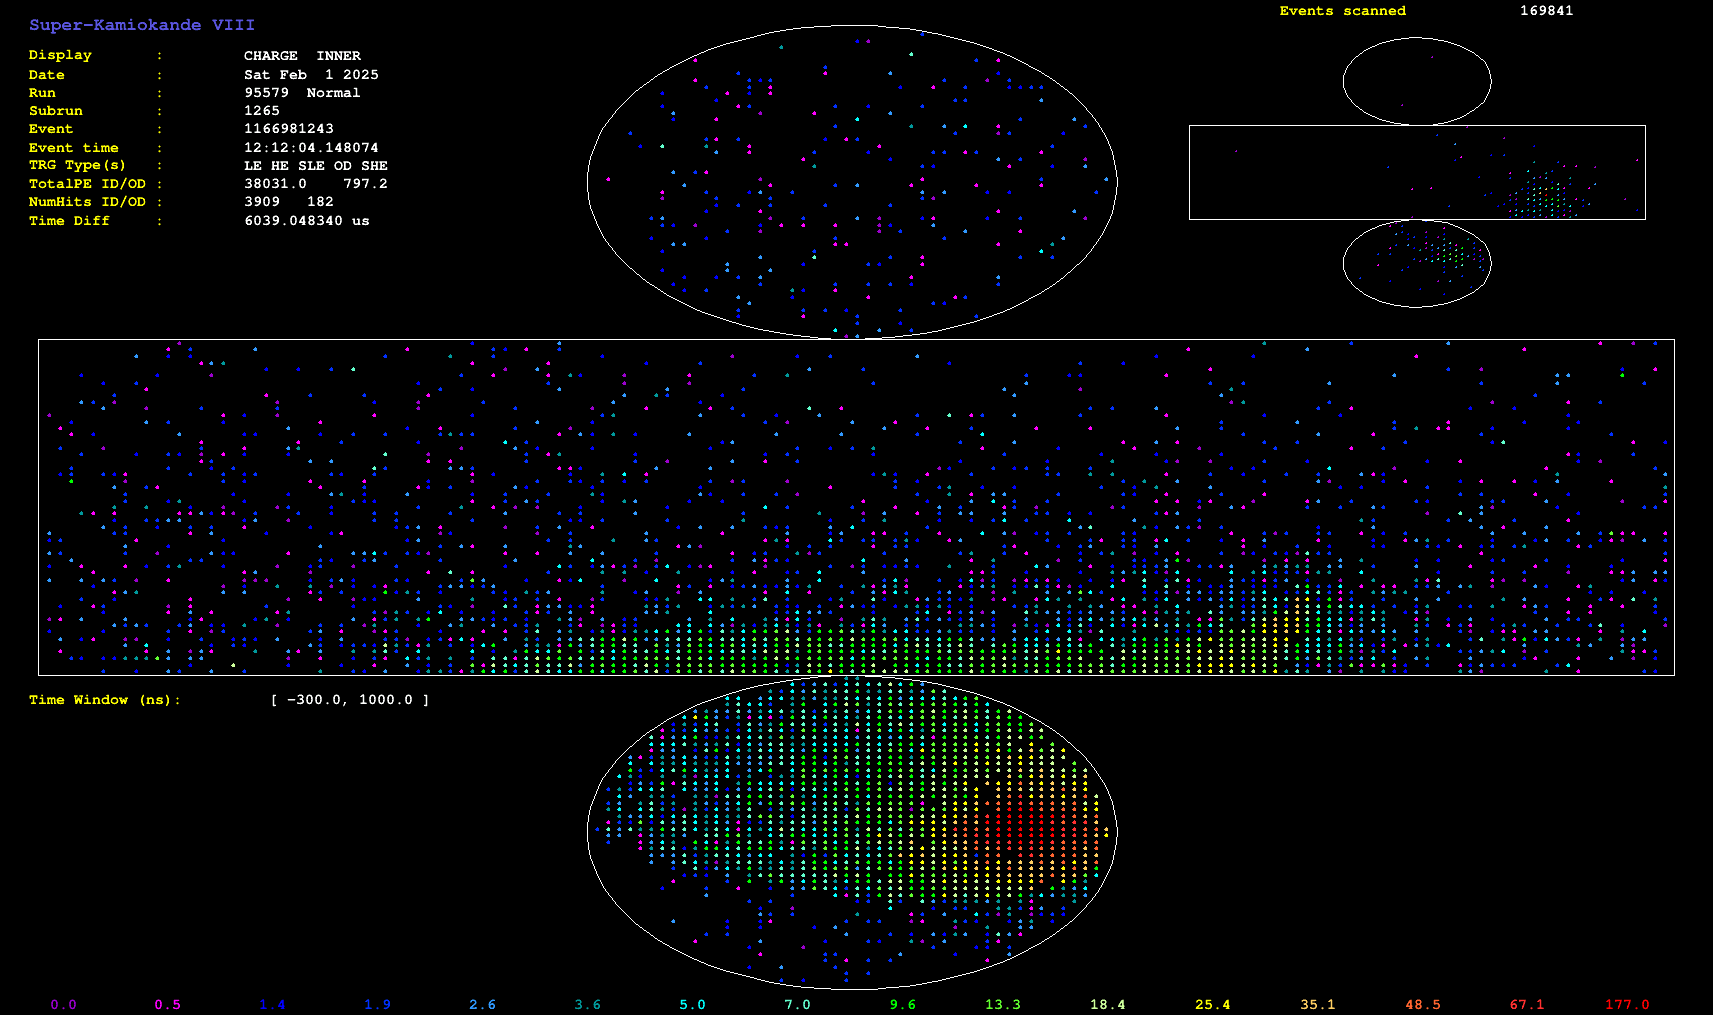 Super-Kamiokande VIII
Events scanned 169841
Display : CHARGE INNER
Date : Sat Feb 1 2025
Run : 95579 Normal
Subrun : 1265
Event : 1166981243
Event time : 12:12:04.148074
TRG Type(s) : LE HE SLE OD SHE
TotalPE ID/OD : 38031.0 797.2
NumHits ID/OD : 3909 182
Time Diff : 6039.048340 us
Time Window (ns): [ -300.0, 1000.0 ]
0.0 0.5 1.4 1.9 2.6 3.6 5.0 7.0 9.6 13.3 18.4 25.4 35.1 48.5 67.1 177.0